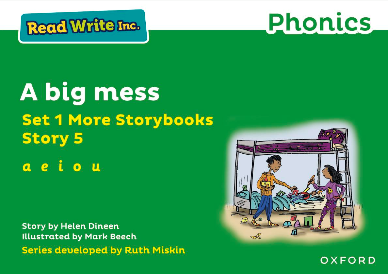 Read Write Inc.
Phonics
A big mess
Set 1 More Storybooks
Story 5
a e i o u
Story by Helen Dineen
Illustrated by Mark Beech
Series developed by Ruth Miskin
OXFORD